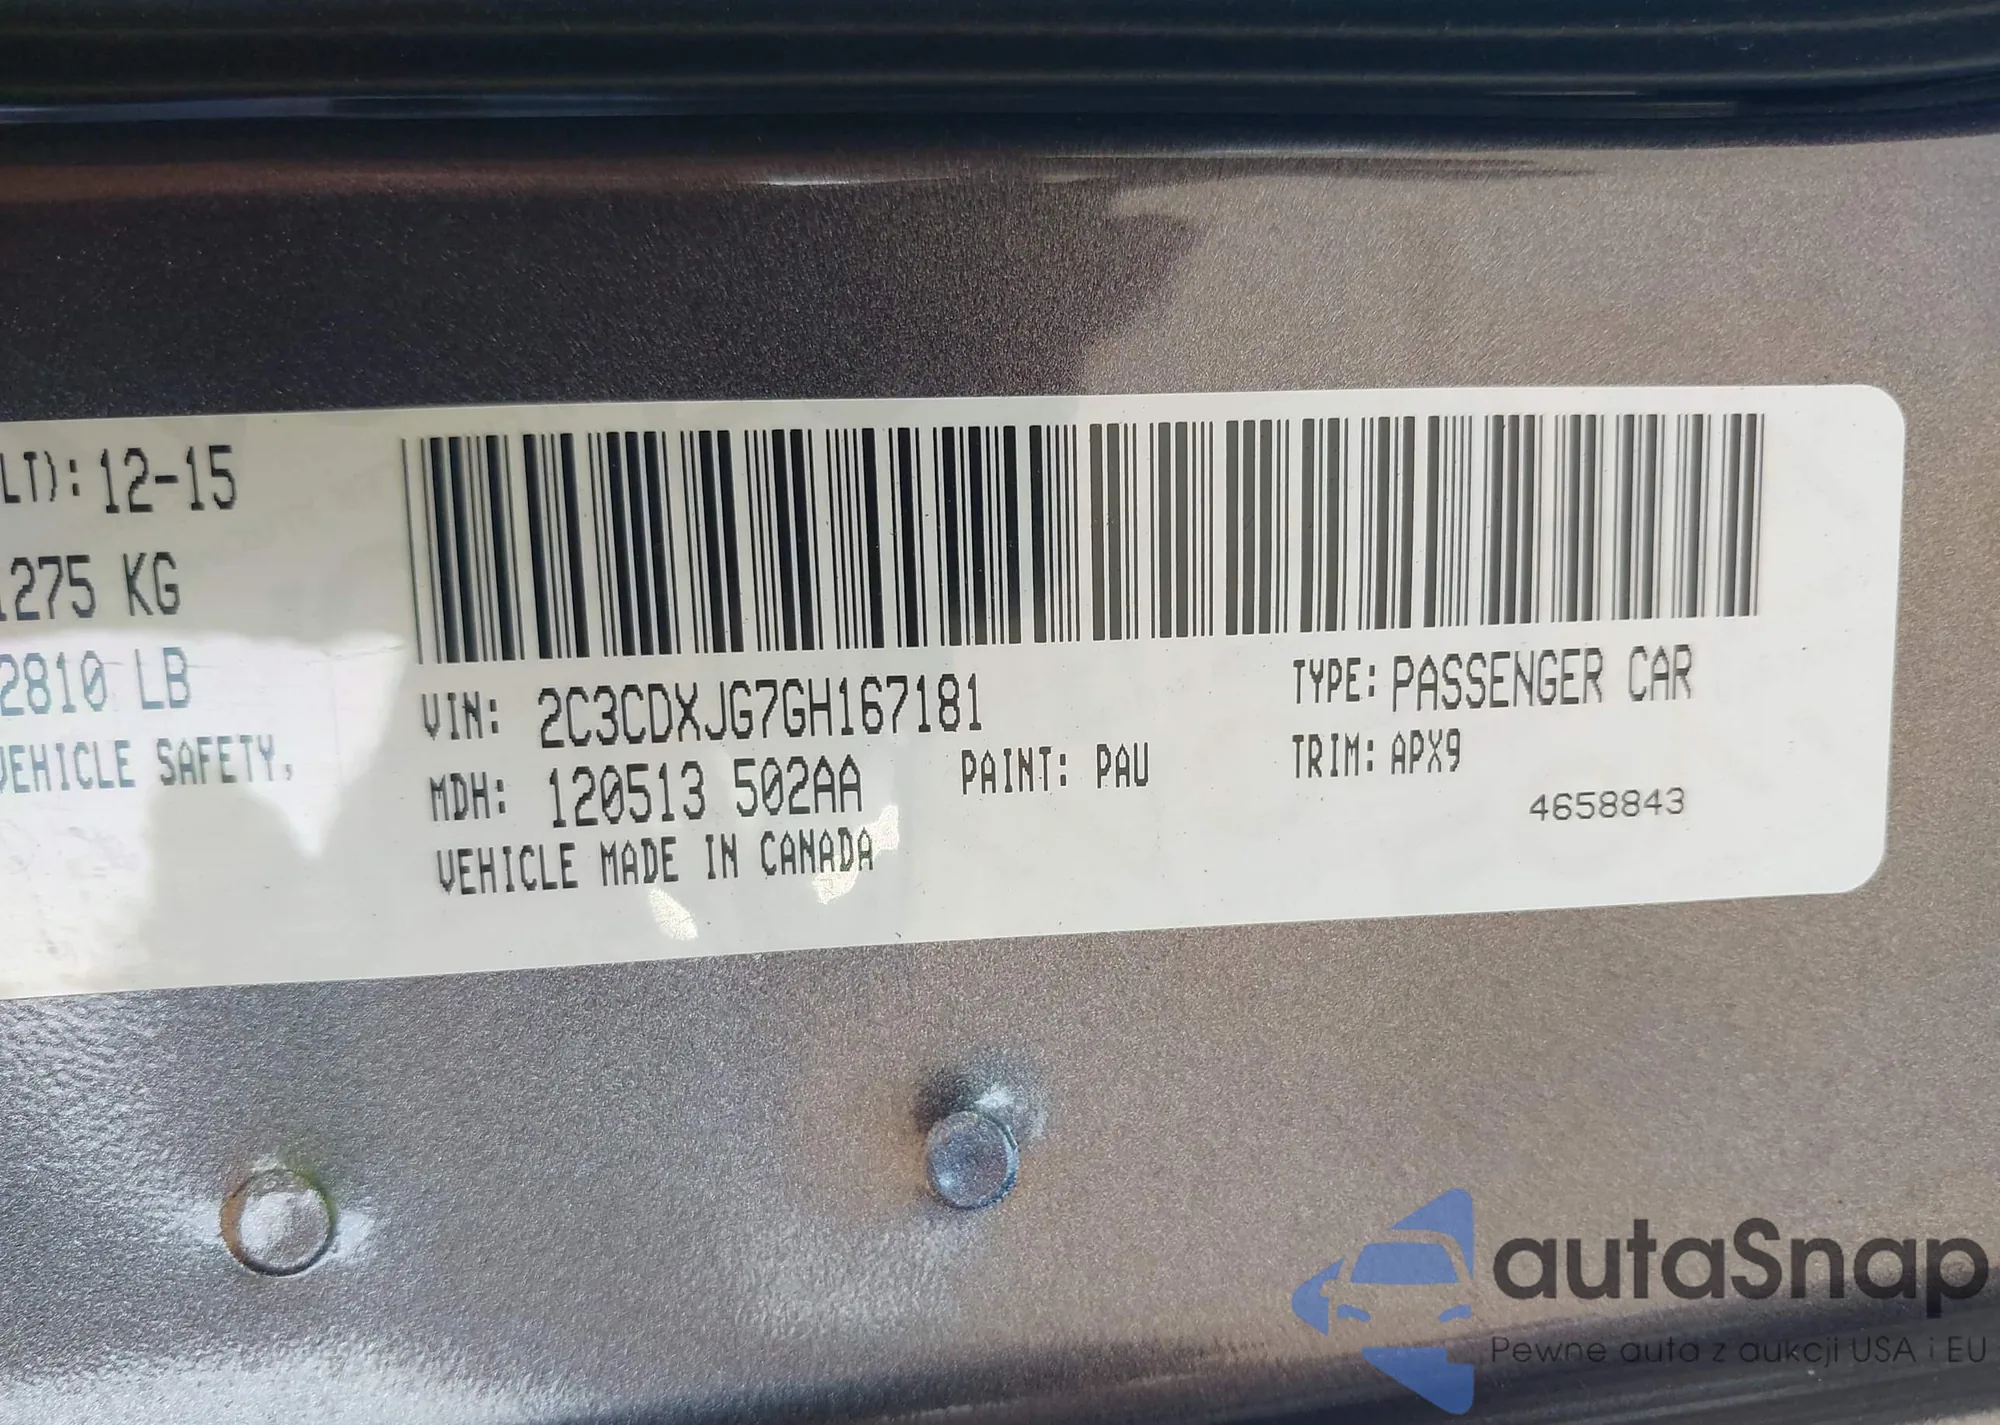 LT): 12-15
1275 KG
2810 LB
VEHICLE SAFETY,
VIN: 2C3CDXJG7GH167181
MDH: 120513 502AA
PAINT: PAU
VEHICLE MADE IN CANADA
TYPE: PASSENGER CAR
TRIM: APX9
4658843
autaSnap
Pewne auta z aukcji USA i EU